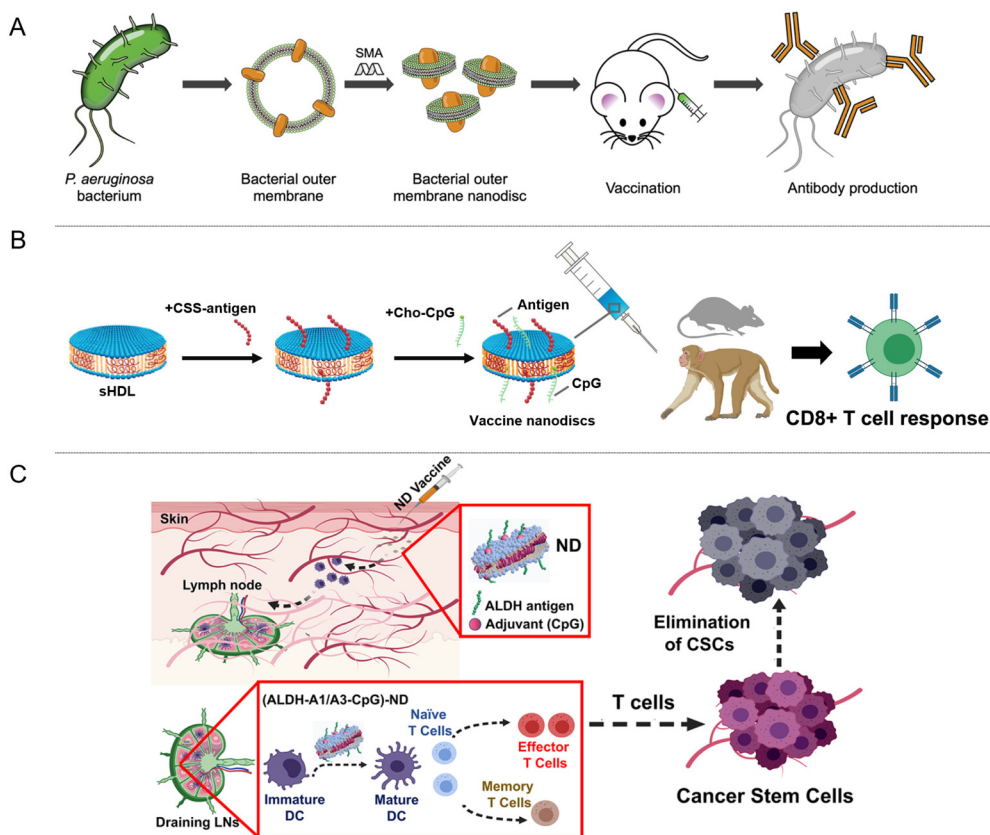 A
SMA
P. aeruginosa
bacterium
Bacterial outer
membrane
Bacterial outer
membrane nanodisc
Vaccination
Antibody production
B
+CSS-antigen
+Cho-CpG
Antigen
sHDL
CpG
Vaccine nanodiscs
CD8+ T cell response
C
ND Vaccine
Skin
Lymph node
ND
ALDH antigen
Adjuvant (CpG)
Elimination
of CSCs
(ALDH-A1/A3-CpG)-ND
Naïve
T Cells
Effector
T Cells
Immature
DC
Mature
DC
Memory
T Cells
Draining LNs
T cells
Cancer Stem Cells